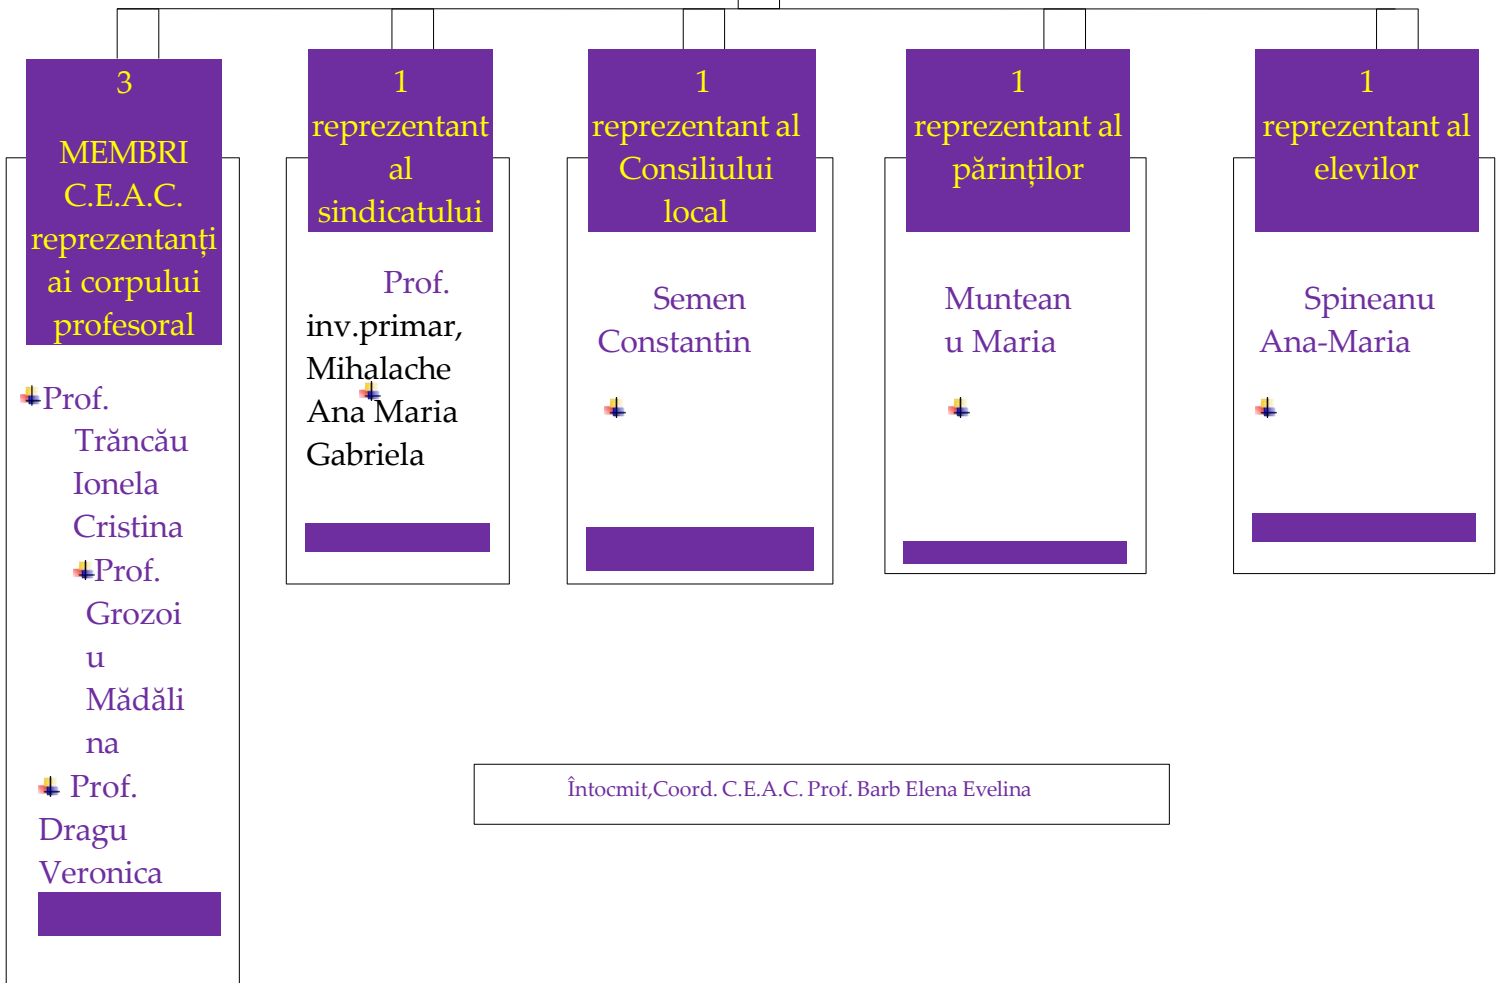 3
MEMBRI
C.E.A.C.
reprezentanți
ai corpului
profesoral
Prof.
Trăncău
Ionela
Cristina
Prof.
Grozoi
u
Mădăli
na
Prof.
Dragu
Veronica
1
reprezentant
al
sindicatului
Prof.
inv.primar,
Mihalache
Ana Maria
Gabriela
1
reprezentant al
Consiliului
local
Semen
Constantin
1
reprezentant al
părinților
Muntean
u Maria
1
reprezentant al
elevilor
Spineanu
Ana-Maria
Întocmit,Coord. C.E.A.C. Prof. Barb Elena Evelina